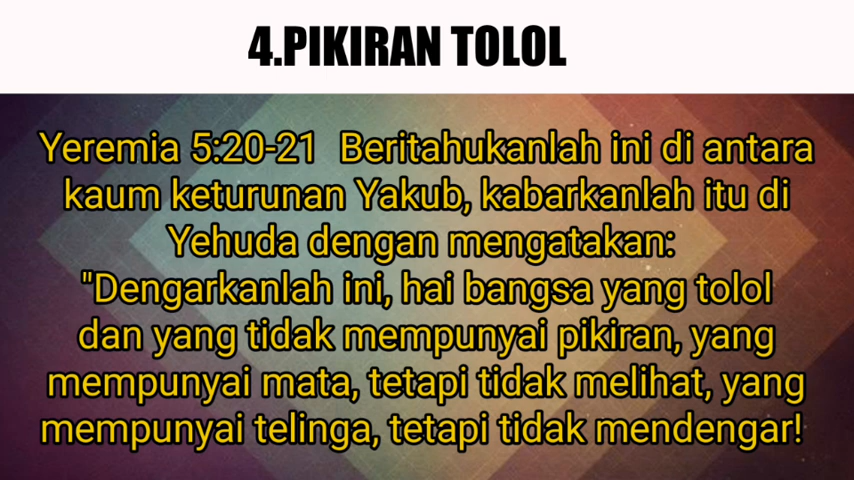 4.PIKIRAN TOLOL
Yeremia 5:20-21 Beritahukanlah ini di antara
kaum keturunan Yakub, kabarkanlah itu di
Yehuda dengan mengatakan:
"Dengarkanlah ini, hai bangsa yang tolol
dan yang tidak mempunyai pikiran, yang
mempunyai mata, tetapi tidak melihat, yang
mempunyai telinga, tetapi tidak mendengar!